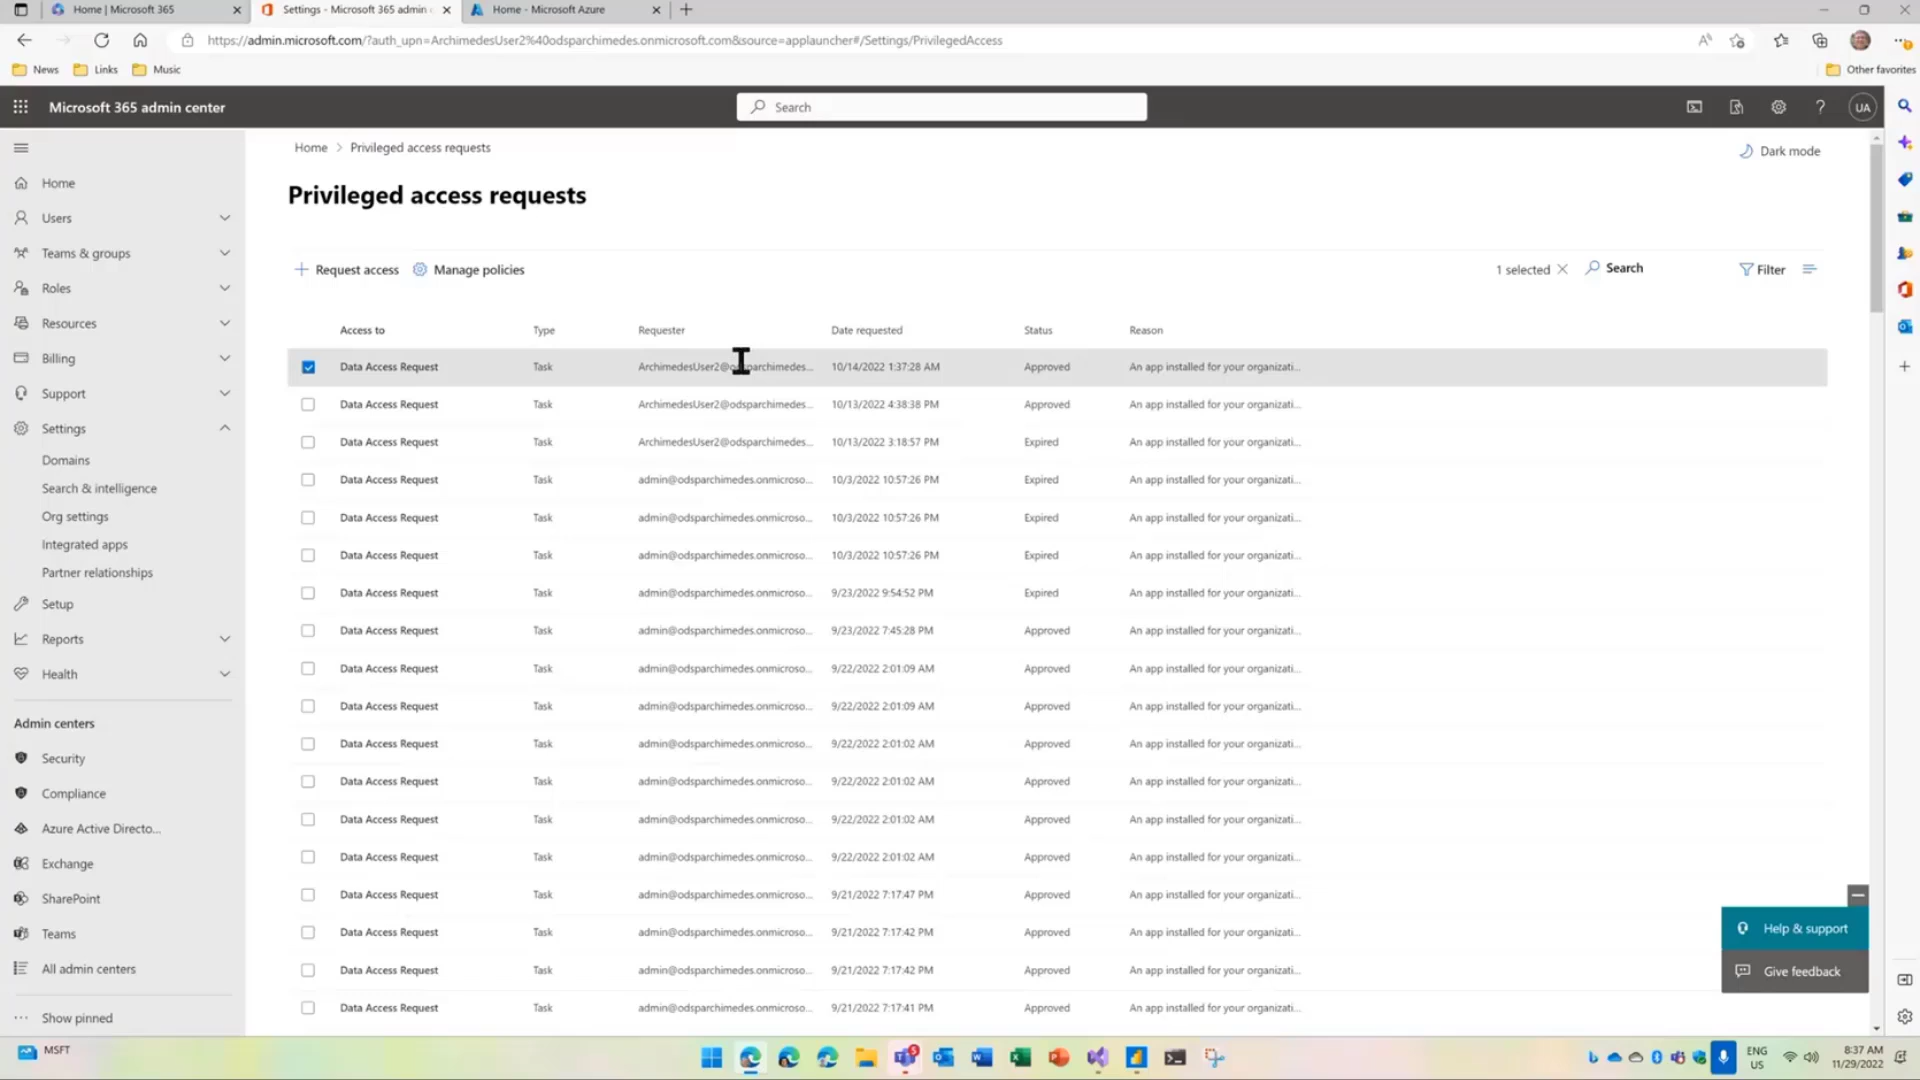 Home | Microsoft 365
Settings - Microsoft 365 admin
Home - Microsoft Azure
https://admin.microsoft.com/?auth_upn=ArchimedesUser2%40odsparchimedes.onmicrosoft.com&source=applauncher#/Settings/PrivilegedAccess
News
Links
Music
Other favorites
Microsoft 365 admin center
Search
UA
Home > Privileged access requests
Dark mode
Privileged access requests
Request access
Manage policies
1 selected
Search
Filter
Home
Users
Teams & groups
Roles
Resources
Billing
Support
Settings
Domains
Search & intelligence
Org settings
Integrated apps
Partner relationships
Setup
Reports
Health
Admin centers
Security
Compliance
Azure Active Directo...
Exchange
SharePoint
Teams
All admin centers
Show pinned
Access to Type Requester Date requested Status Reason
Data Access Request Task ArchimedesUser2@odsparchimedes... 10/14/2022 1:37:28 AM Approved An app installed for your organizati...
Data Access Request Task ArchimedesUser2@odsparchimedes... 10/13/2022 4:38:38 PM Approved An app installed for your organizati...
Data Access Request Task ArchimedesUser2@odsparchimedes... 10/13/2022 3:18:57 PM Expired An app installed for your organizati...
Data Access Request Task admin@odsparchimedes.onmicroso... 10/3/2022 10:57:26 PM Expired An app installed for your organizati...
Data Access Request Task admin@odsparchimedes.onmicroso... 10/3/2022 10:57:26 PM Expired An app installed for your organizati...
Data Access Request Task admin@odsparchimedes.onmicroso... 10/3/2022 10:57:26 PM Expired An app installed for your organizati...
Data Access Request Task admin@odsparchimedes.onmicroso... 9/23/2022 9:54:52 PM Expired An app installed for your organizati...
Data Access Request Task admin@odsparchimedes.onmicroso... 9/23/2022 7:45:28 PM Approved An app installed for your organizati...
Data Access Request Task admin@odsparchimedes.onmicroso... 9/22/2022 2:01:09 AM Approved An app installed for your organizati...
Data Access Request Task admin@odsparchimedes.onmicroso... 9/22/2022 2:01:09 AM Approved An app installed for your organizati...
Data Access Request Task admin@odsparchimedes.onmicroso... 9/22/2022 2:01:02 AM Approved An app installed for your organizati...
Data Access Request Task admin@odsparchimedes.onmicroso... 9/22/2022 2:01:02 AM Approved An app installed for your organizati...
Data Access Request Task admin@odsparchimedes.onmicroso... 9/22/2022 2:01:02 AM Approved An app installed for your organizati...
Data Access Request Task admin@odsparchimedes.onmicroso... 9/22/2022 2:01:02 AM Approved An app installed for your organizati...
Data Access Request Task admin@odsparchimedes.onmicroso... 9/21/2022 7:17:47 PM Approved An app installed for your organizati...
Data Access Request Task admin@odsparchimedes.onmicroso... 9/21/2022 7:17:42 PM Approved An app installed for your organizati...
Data Access Request Task admin@odsparchimedes.onmicroso... 9/21/2022 7:17:42 PM Approved An app installed for your organizati...
Data Access Request Task admin@odsparchimedes.onmicroso... 9/21/2022 7:17:41 PM Approved An app installed for your organizati...
Help & support
Give feedback
MSFT
ENG
US
8:37 AM
11/29/2022